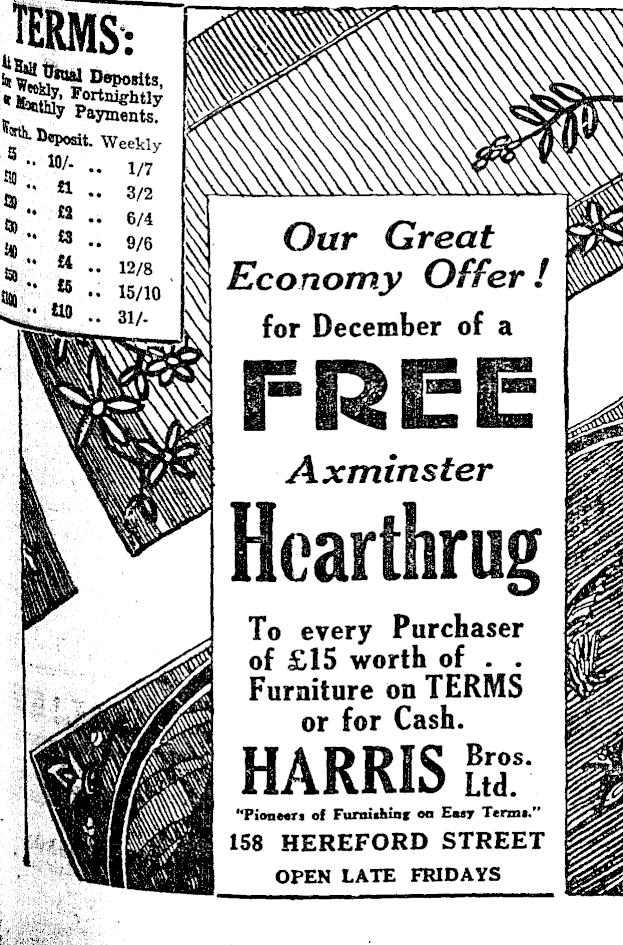 TERMS:
At Half Usual Deposits,
for Weekly, Fortnightly
or Monthly Payments.
Worth. Deposit. Weekly
£5 .. 10/- .. 1/7
£10 .. £1 .. 3/2
£20 .. £2 .. 6/4
£30 .. £3 .. 9/6
£40 .. £4 .. 12/8
£50 .. £5 .. 15/10
£100 .. £10 .. 31/-
Our Great
Economy Offer!
for December of a
FREE
Axminster
Hearthrug
To every Purchaser
of £15 worth of . .
Furniture on TERMS
or for Cash.
HARRIS Bros. Ltd.
"Pioneers of Furnishing on Easy Terms."
158 HEREFORD STREET
OPEN LATE FRIDAYS